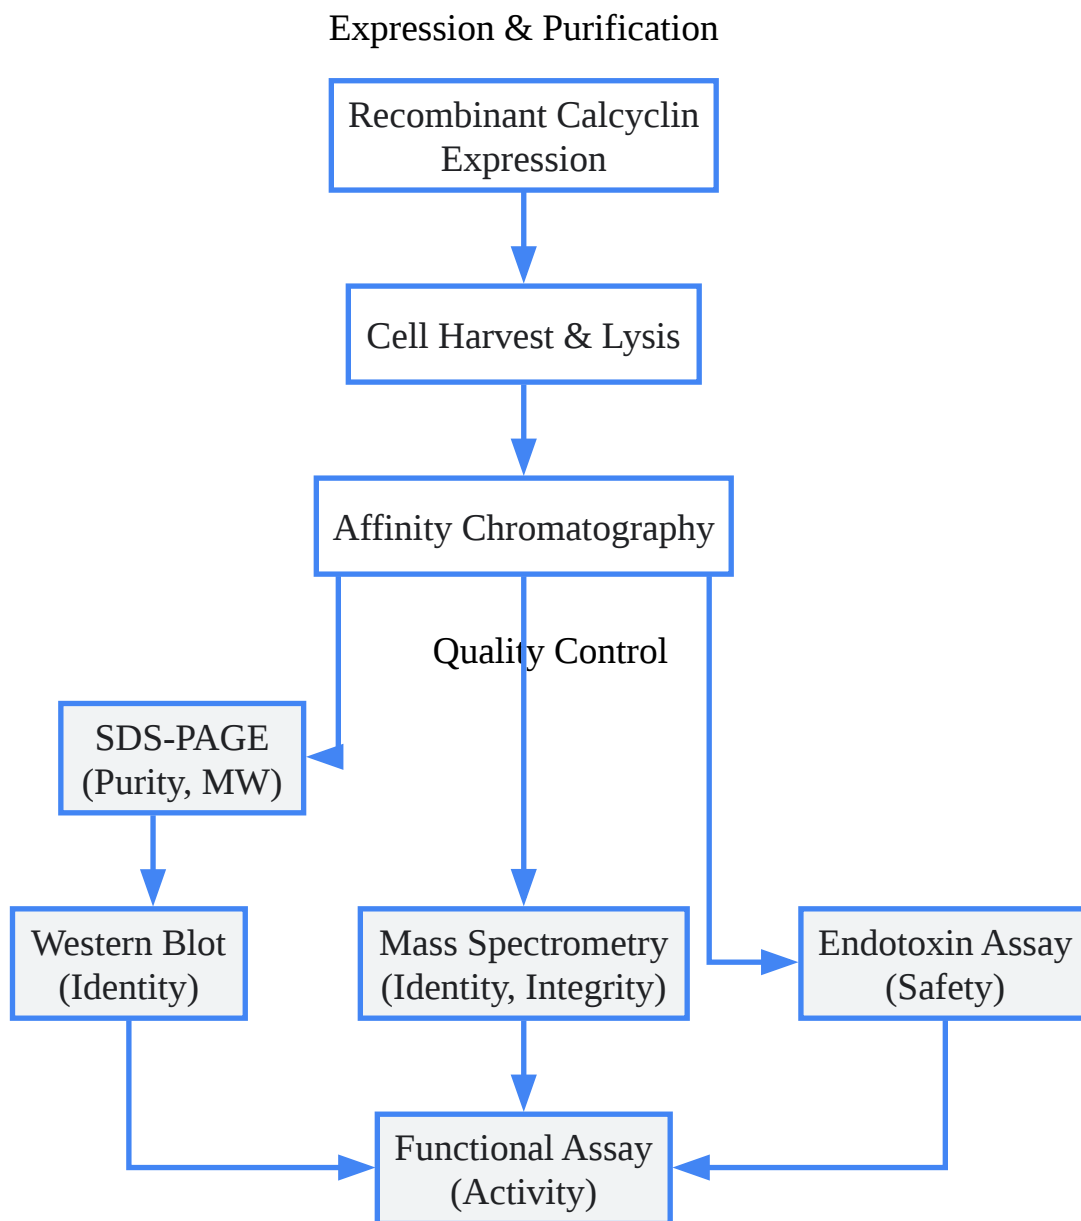 Expression & Purification
Recombinant Calcyclin
Expression
Cell Harvest & Lysis
Affinity Chromatography
Quality Control
SDS-PAGE
(Purity, MW)
Western Blot
(Identity)
Mass Spectrometry
(Identity, Integrity)
Endotoxin Assay
(Safety)
Functional Assay
(Activity)